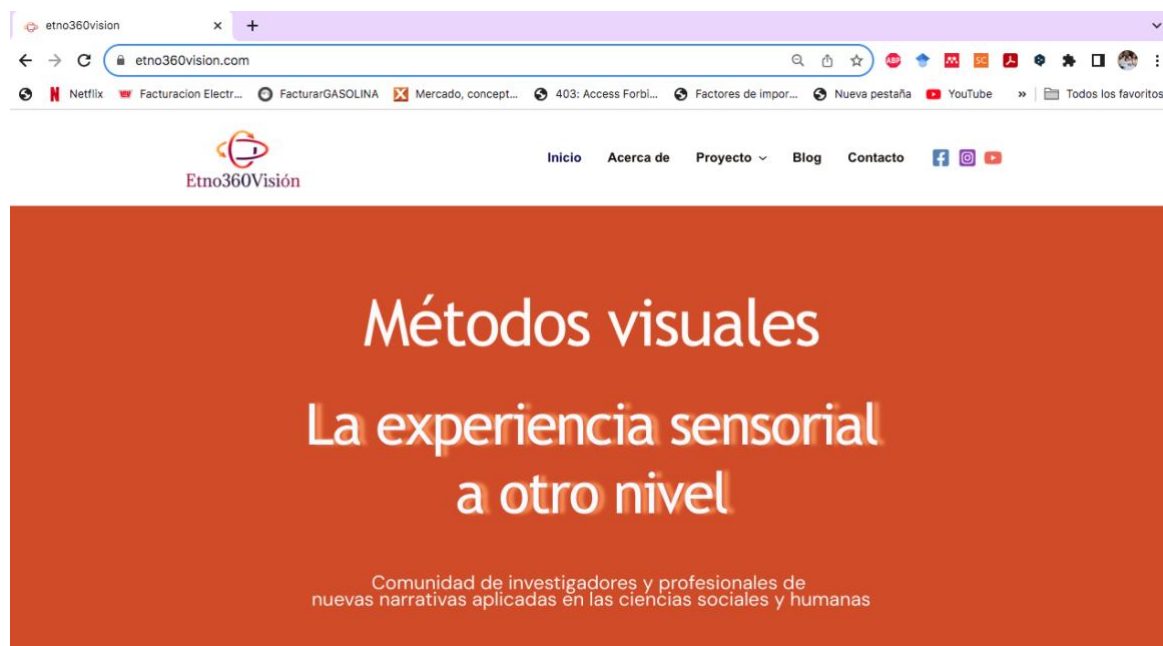 etno360vision
etno360vision.com
ABP SC
Netflix Facturacion Electr... FacturarGASOLINA Mercado, concept... 403: Access Forbi... Factores de impor... Nueva pestaña YouTube » Todos los favoritos
Etno360Visión
Inicio Acerca de Proyecto Blog Contacto
Métodos visuales
La experiencia sensorial
a otro nivel
Comunidad de investigadores y profesionales de
nuevas narrativas aplicadas en las ciencias sociales y humanas